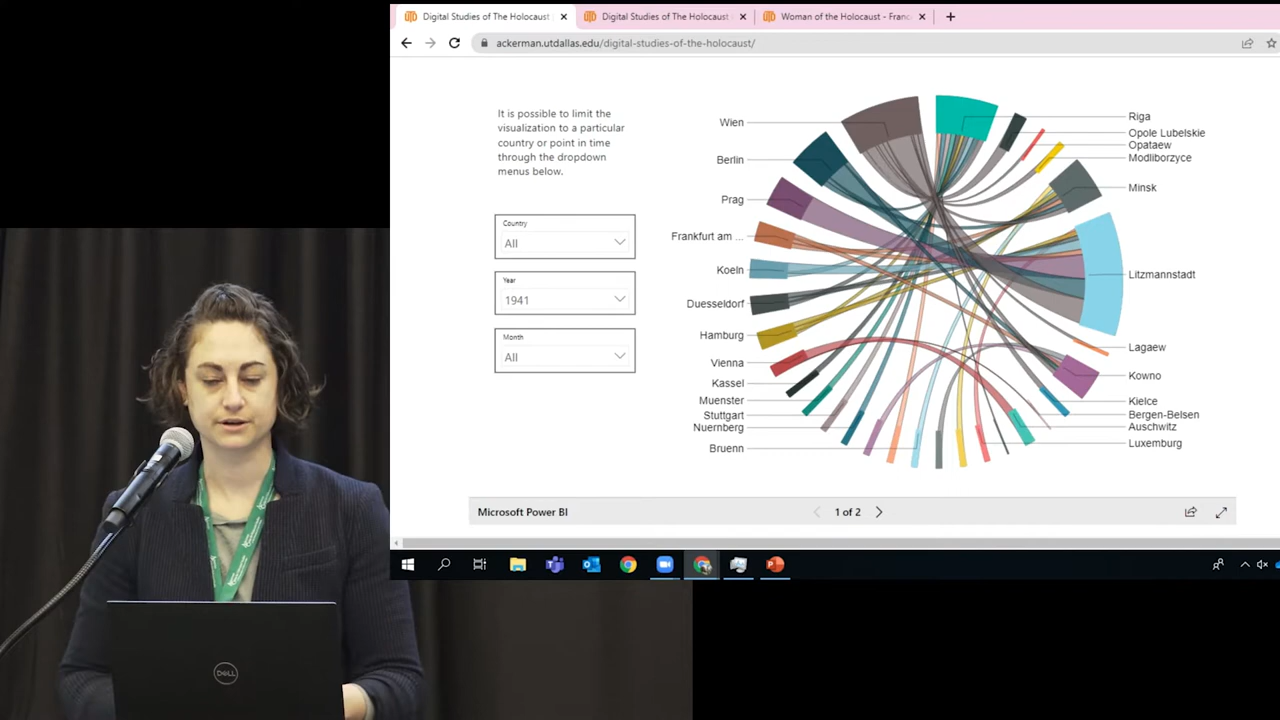 Digital Studies of The Holocaust
Digital Studies of The Holocaust
Woman of the Holocaust - Franc
ackerman.utdallas.edu/digital-studies-of-the-holocaust/
It is possible to limit the
visualization to a particular
country or point in time
through the dropdown
menus below.
Country
All
Year
1941
Month
All
Wien
Berlin
Prag
Frankfurt am ...
Koeln
Duesseldorf
Hamburg
Vienna
Kassel
Muenster
Stuttgart
Nuernberg
Bruenn
Riga
Opole Lubelskie
Opataew
Modliborzyce
Minsk
Litzmannstadt
Lagaew
Kowno
Kielce
Bergen-Belsen
Auschwitz
Luxemburg
Microsoft Power BI
1 of 2
DELL